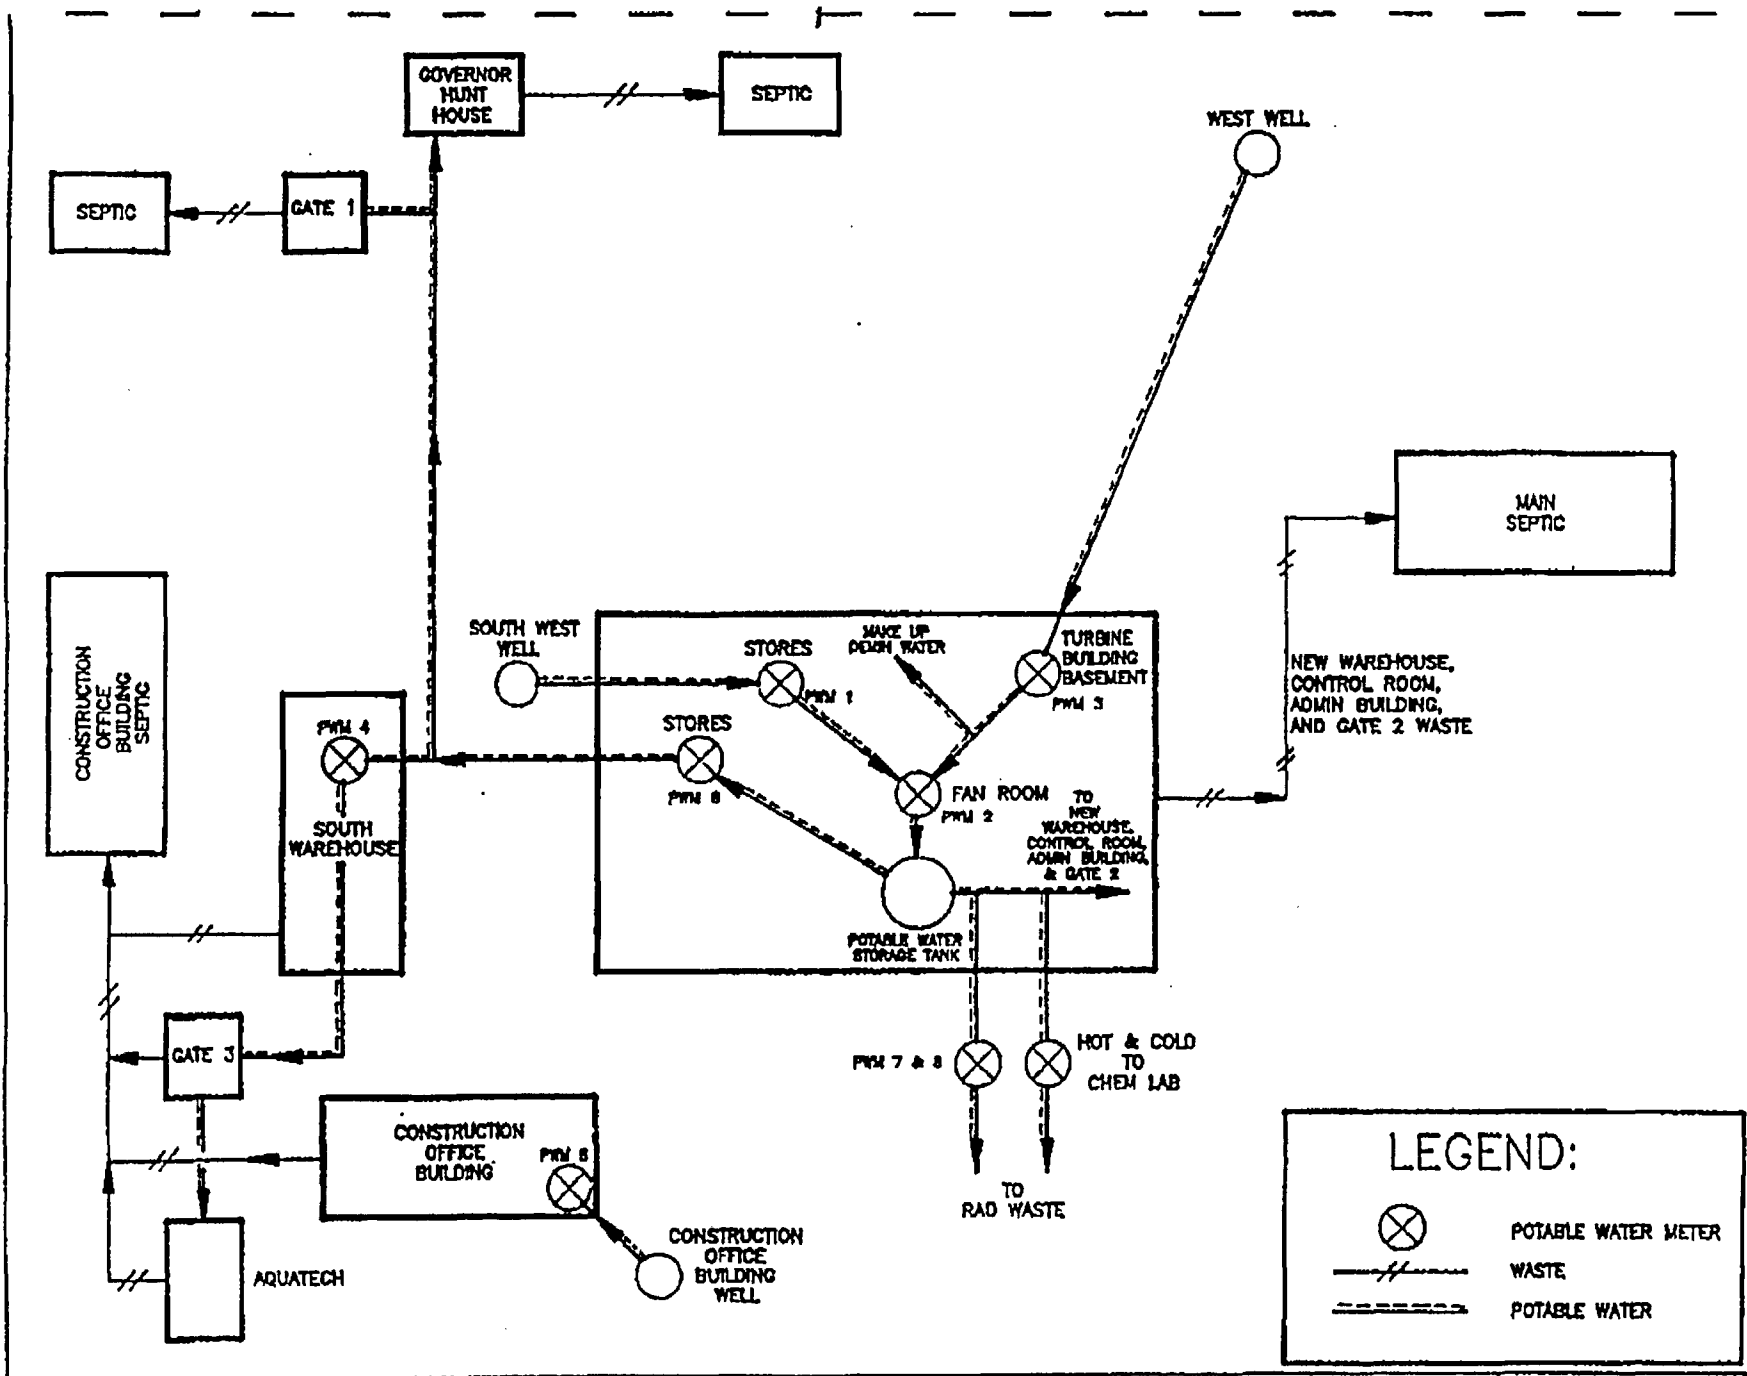 GOVERNOR
HUNT
HOUSE
SEPTIC
WEST WELL
SEPTIC
GATE 1
MAIN
SEPTIC
CONSTRUCTION
OFFICE
BUILDING
SEPTIC
SOUTH WEST
WELL
STORES
PWM 1
MAKE UP
DEMIN WATER
TURBINE
BUILDING
BASEMENT
PWM 3
NEW WAREHOUSE,
CONTROL ROOM,
ADMIN BUILDING,
AND GATE 2 WASTE
PWM 4
STORES
PWM 6
FAN ROOM
PWM 2
TO
NEW
WAREHOUSE,
CONTROL ROOM,
ADMIN BUILDING,
& GATE 2
SOUTH
WAREHOUSE
POTABLE WATER
STORAGE TANK
GATE 3
PWM 7 & 8
HOT & COLD
TO
CHEM LAB
CONSTRUCTION
OFFICE
BUILDING
PWM
TO
RAD WASTE
CONSTRUCTION
OFFICE
BUILDING
WELL
AQUATECH
LEGEND:
POTABLE WATER METER
WASTE
POTABLE WATER